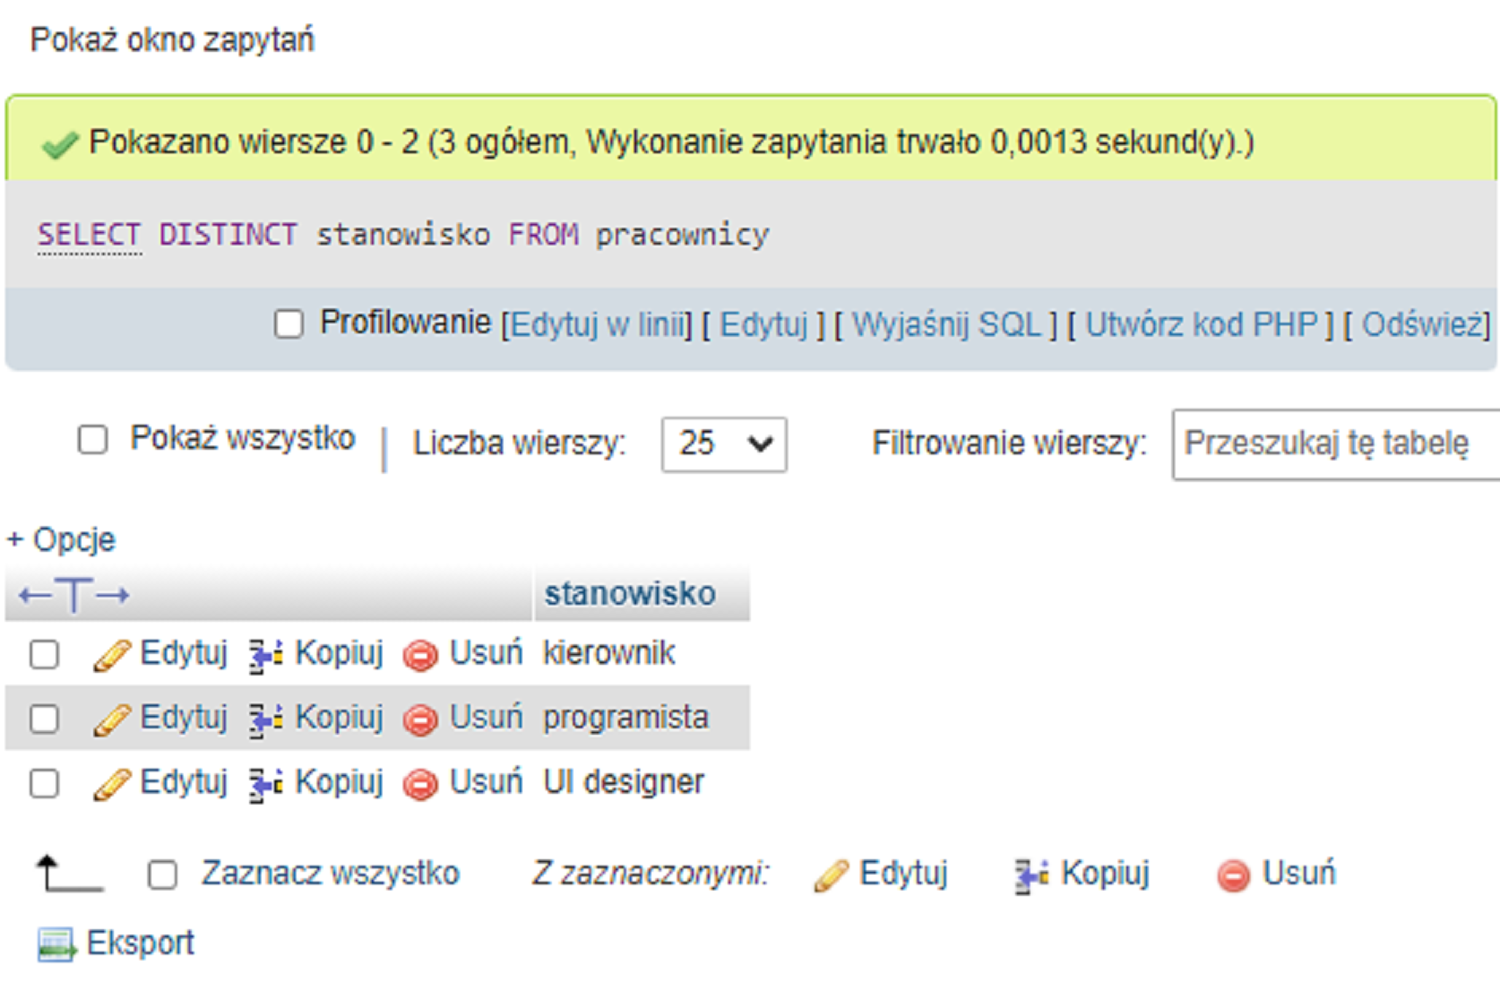 Pokaż okno zapytań
Pokazano wiersze 0 - 2 (3 ogółem, Wykonanie zapytania trwało 0,0013 sekund(y).)
SELECT DISTINCT stanowisko FROM pracownicy
Profilowanie [Edytuj w linii] [ Edytuj ] [ Wyjaśnij SQL ] [ Utwórz kod PHP ] [ Odśwież]
Pokaż wszystko | Liczba wierszy: 25 Filtrowanie wierszy: Przeszukaj tę tabelę
+ Opcje
←T→ stanowisko
Edytuj Kopiuj Usuń kierownik
Edytuj Kopiuj Usuń programista
Edytuj Kopiuj Usuń UI designer
Zaznacz wszystko Z zaznaczonymi: Edytuj Kopiuj Usuń
Eksport